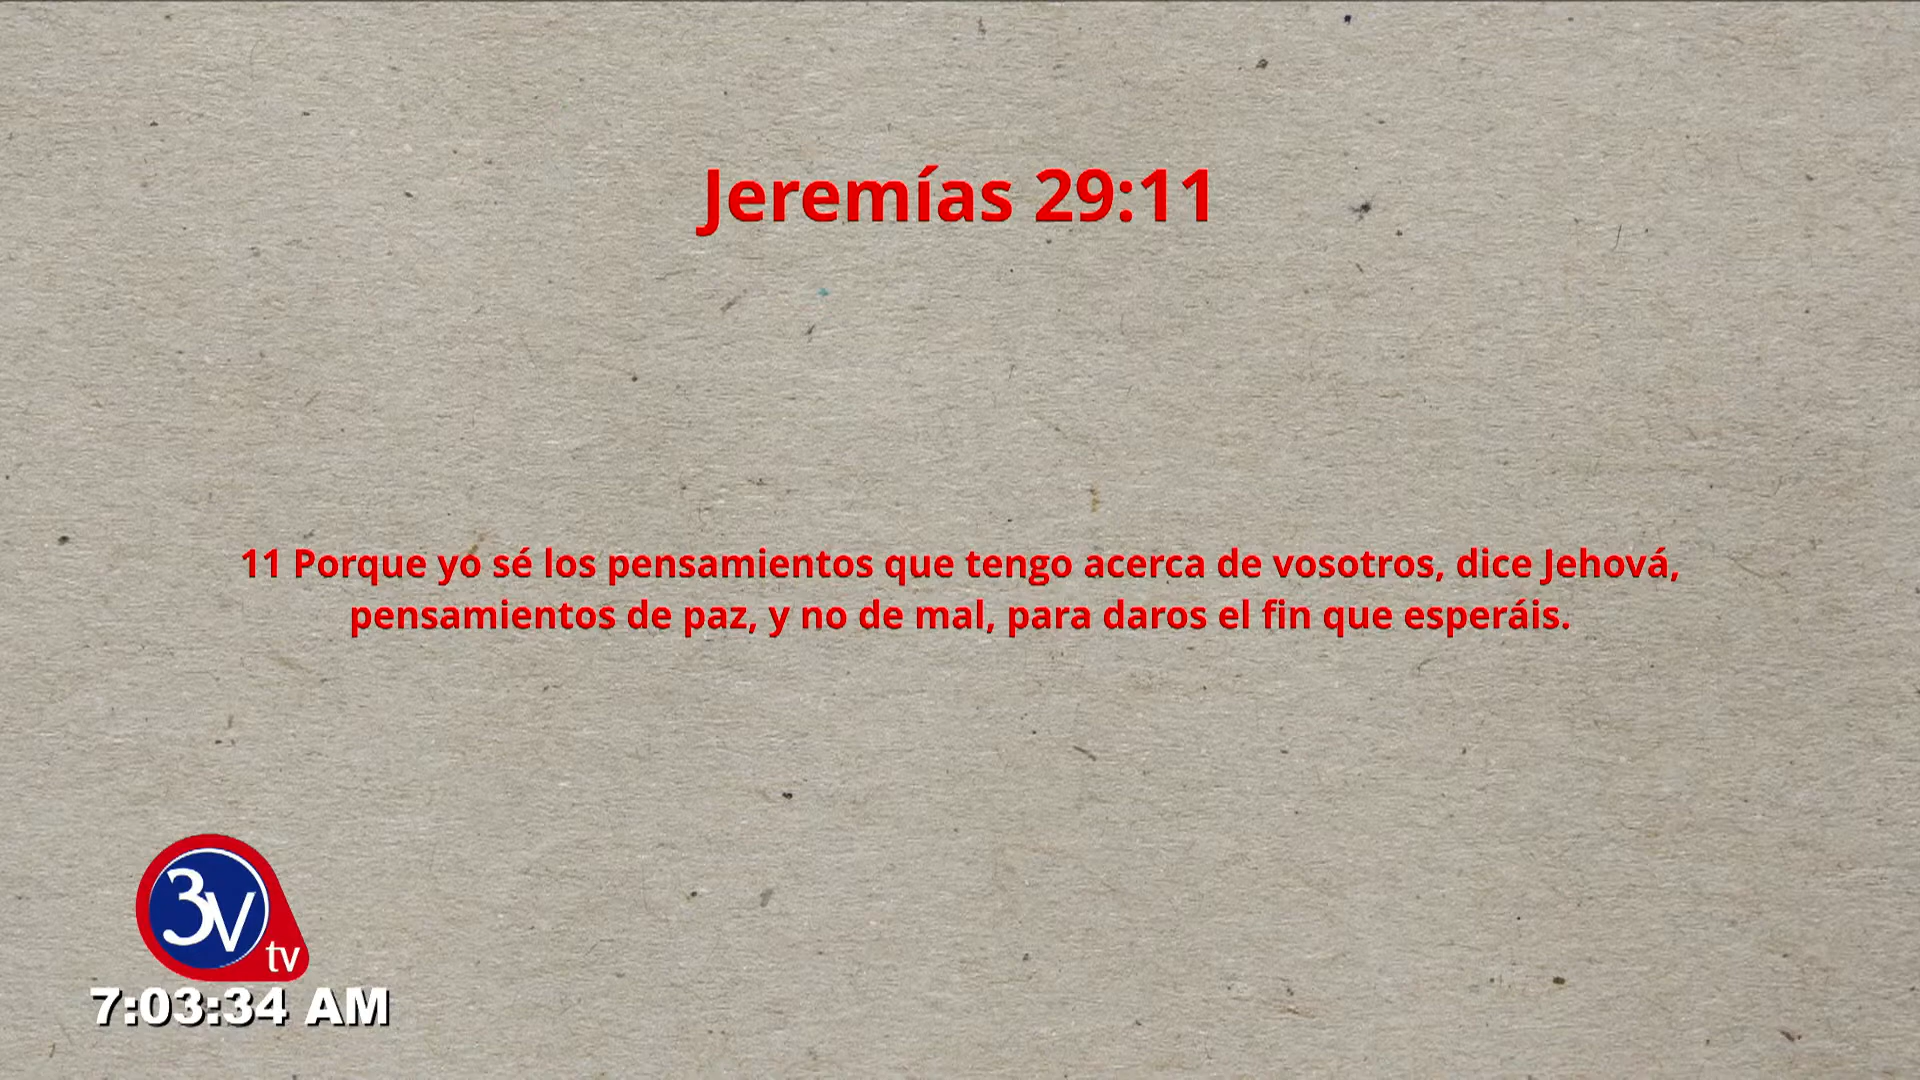 Jeremías 29:11
11 Porque yo sé los pensamientos que tengo acerca de vosotros, dice Jehová,
pensamientos de paz, y no de mal, para daros el fin que esperáis.
3v
tv
7:03:34 AM